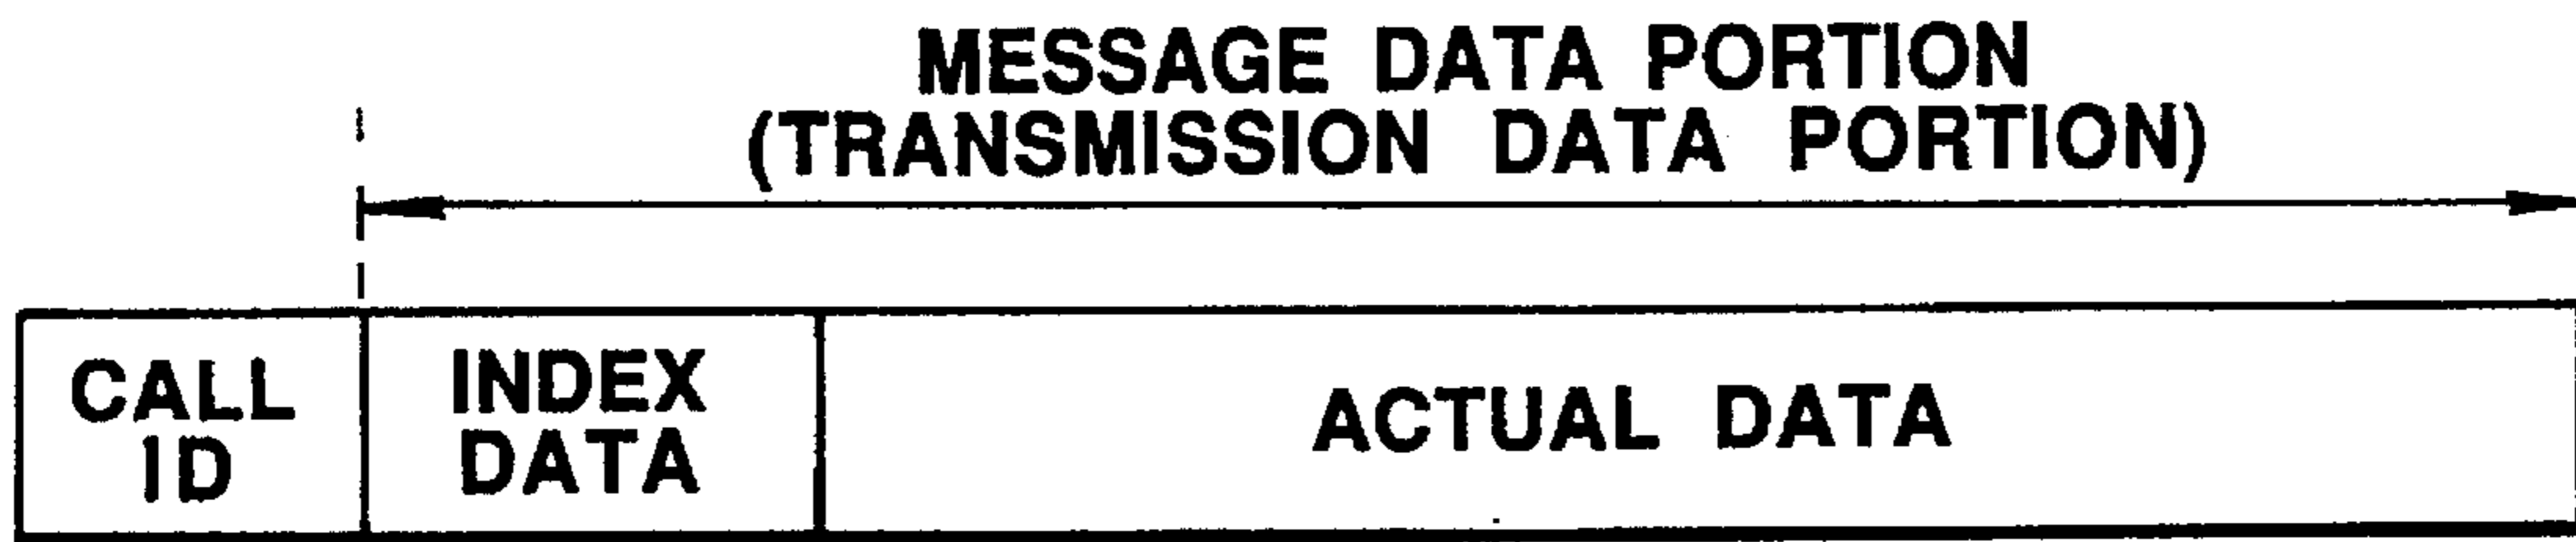 MESSAGE DATA PORTION
(TRANSMISSION DATA PORTION)
CALL
ID
INDEX
DATA
ACTUAL DATA